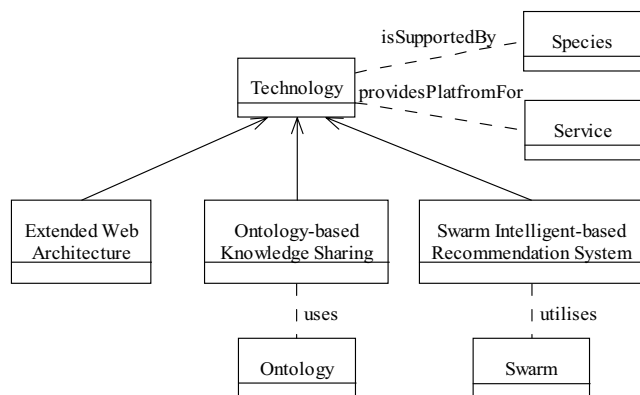 isSupportedBy
Species
Technology
providesPlatfromFor
Service
Extended Web
Architecture
Ontology-based
Knowledge Sharing
Swarm Intelligent-based
Recommendation System
uses
utilises
Ontology
Swarm